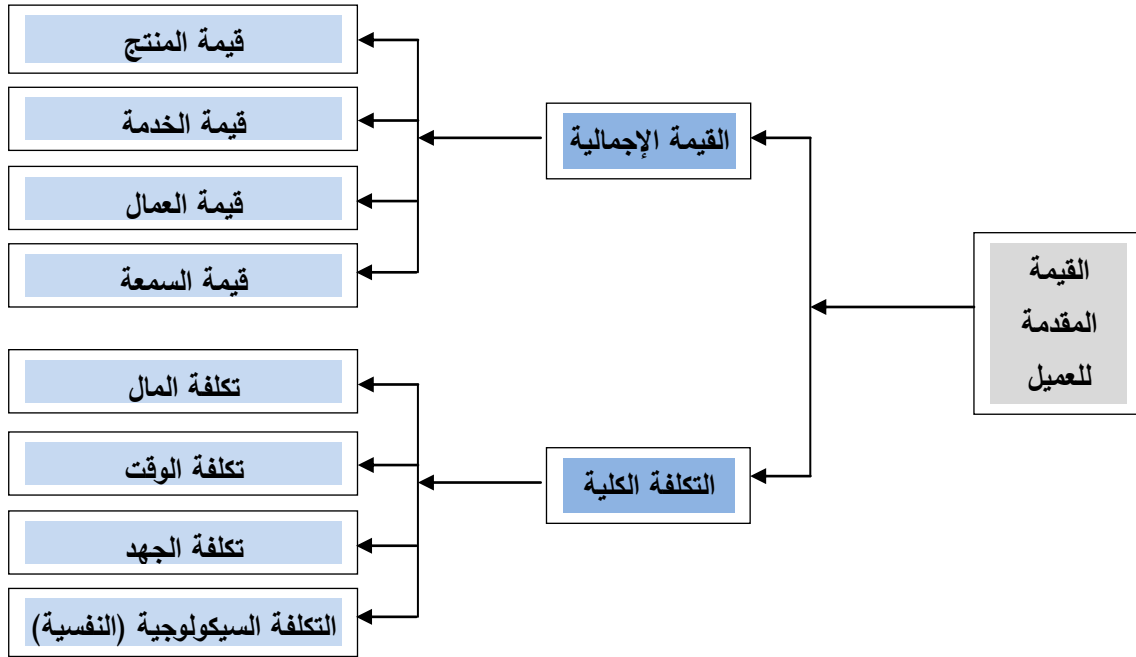 القيمة
المقدمة
للعميل
القيمة الإجمالية
قيمة المنتج
قيمة الخدمة
قيمة العمال
قيمة السمعة
التكلفة الكلية
تكلفة المال
تكلفة الوقت
تكلفة الجهد
التكلفة السيكولوجية (النفسية)